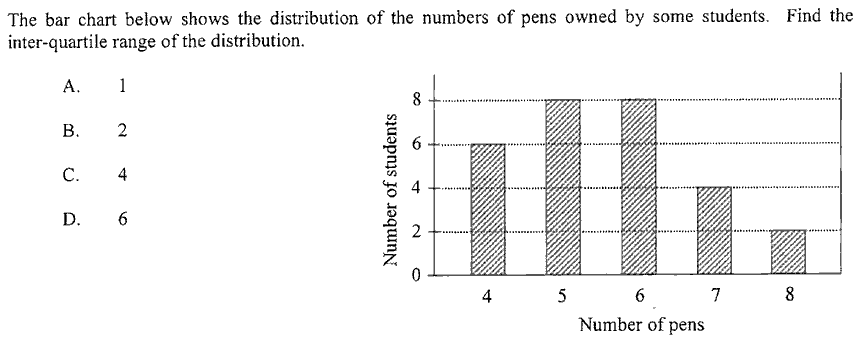 The bar chart below shows the distribution of the numbers of pens owned by some students. Find the
inter-quartile range of the distribution.
A. 1
B. 2
C. 4
D. 6
Number of students
8
6
4
2
0
4 5 6 7 8
Number of pens